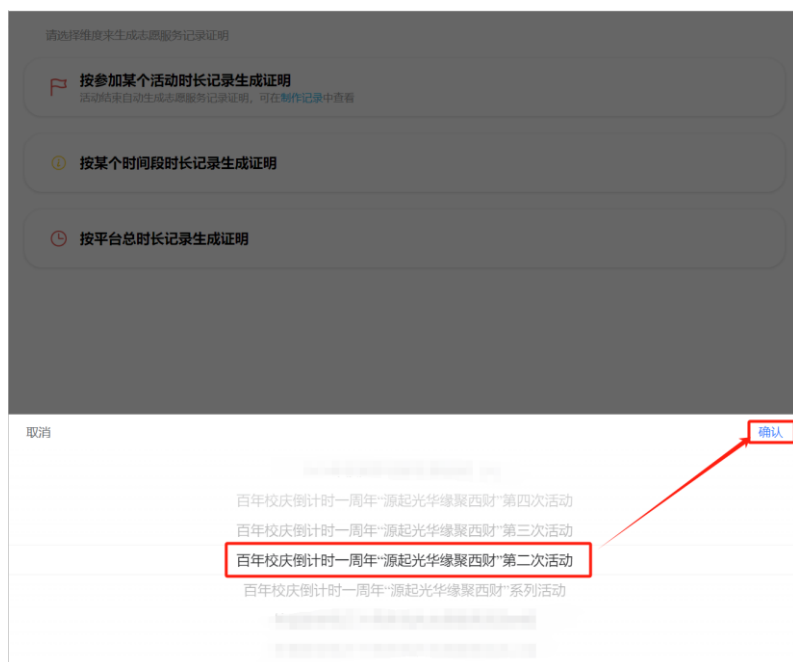 请选择维度来生成志愿服务记录证明
按参加某个活动时长记录生成证明
活动结束自动生成志愿服务记录证明，可在制作记录中查看
按某个时间段时长记录生成证明
按平台总时长记录生成证明
取消
确认
百年校庆倒计时一周年“源起光华缘聚西财”第四次活动
百年校庆倒计时一周年“源起光华缘聚西财”第三次活动
百年校庆倒计时一周年“源起光华缘聚西财”第二次活动
百年校庆倒计时一周年“源起光华缘聚西财”系列活动